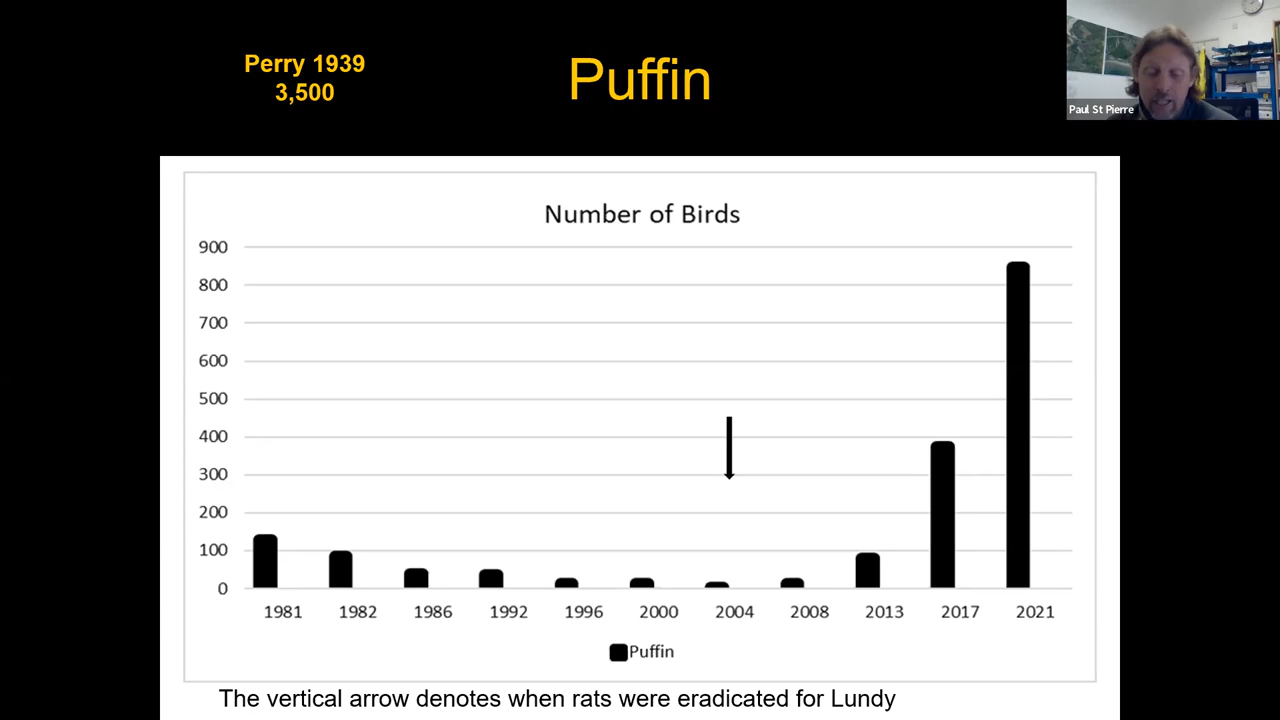 Perry 1939
3,500
Puffin
Paul St Pierre
Number of Birds
900
800
700
600
500
400
300
200
100
0
1981 1982 1986 1992 1996 2000 2004 2008 2013 2017 2021
Puffin
The vertical arrow denotes when rats were eradicated for Lundy